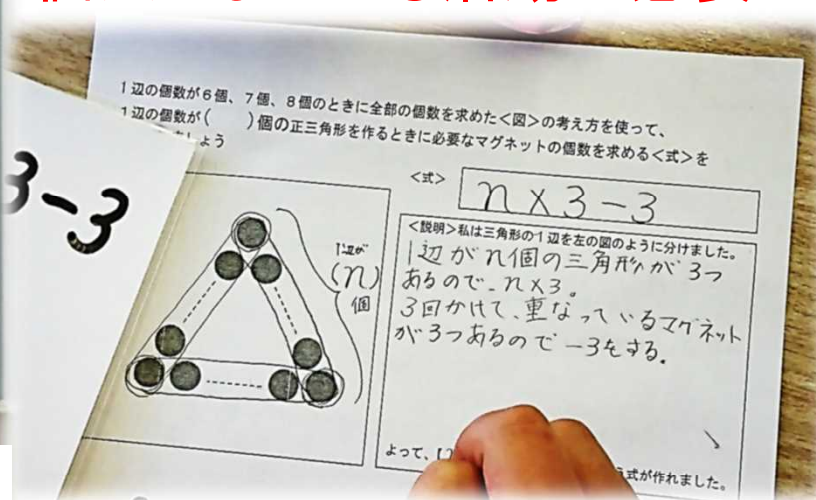 1辺の個数が6個、7個、8個のときに全部の個数を求めた<図>の考え方を使って、
1辺の個数が(　　)個の正三角形を作るときに必要なマグネットの個数を求める<式>を
しょう
3-3
<式>
n×3-3
1辺が
(n)
個
<説明>私は三角形の1辺を左の図のように分けました。
1辺がn個の三角形が3つ
あるので、n×3。
3回かけて、重なっているマグネット
が3つあるので-3をする。
よって、
式が作れました。